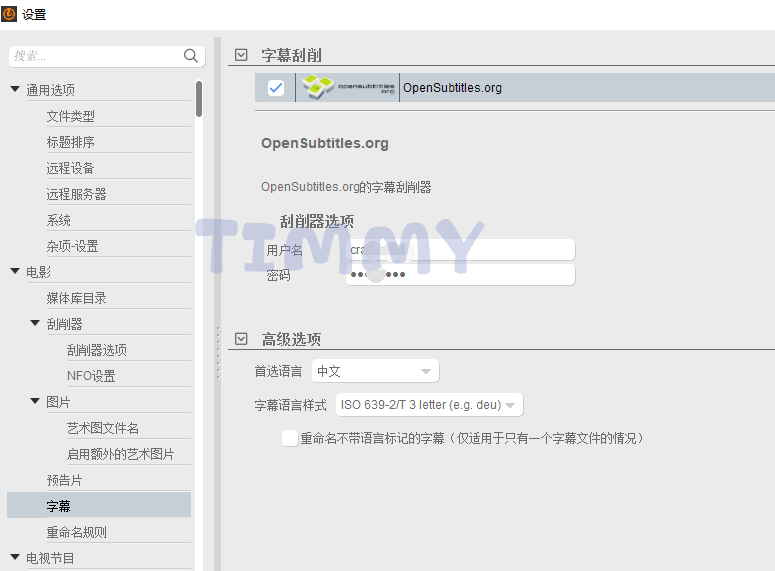 设置
搜索...
通用选项
文件类型
标题排序
远程设备
远程服务器
系统
杂项-设置
电影
媒体库目录
刮削器
刮削器选项
NFO设置
图片
艺术图文件名
启用额外的艺术图片
预告片
字幕
重命名规则
电视节目
字幕刮削
opensubtitles.org OpenSubtitles.org
OpenSubtitles.org
OpenSubtitles.org的字幕刮削器
刮削器选项
TIMMY
用户名
密码
高级选项
首选语言 中文
字幕语言样式 ISO 639-2/T 3 letter (e.g. deu)
重命名不带语言标记的字幕（仅适用于只有一个字幕文件的情况）